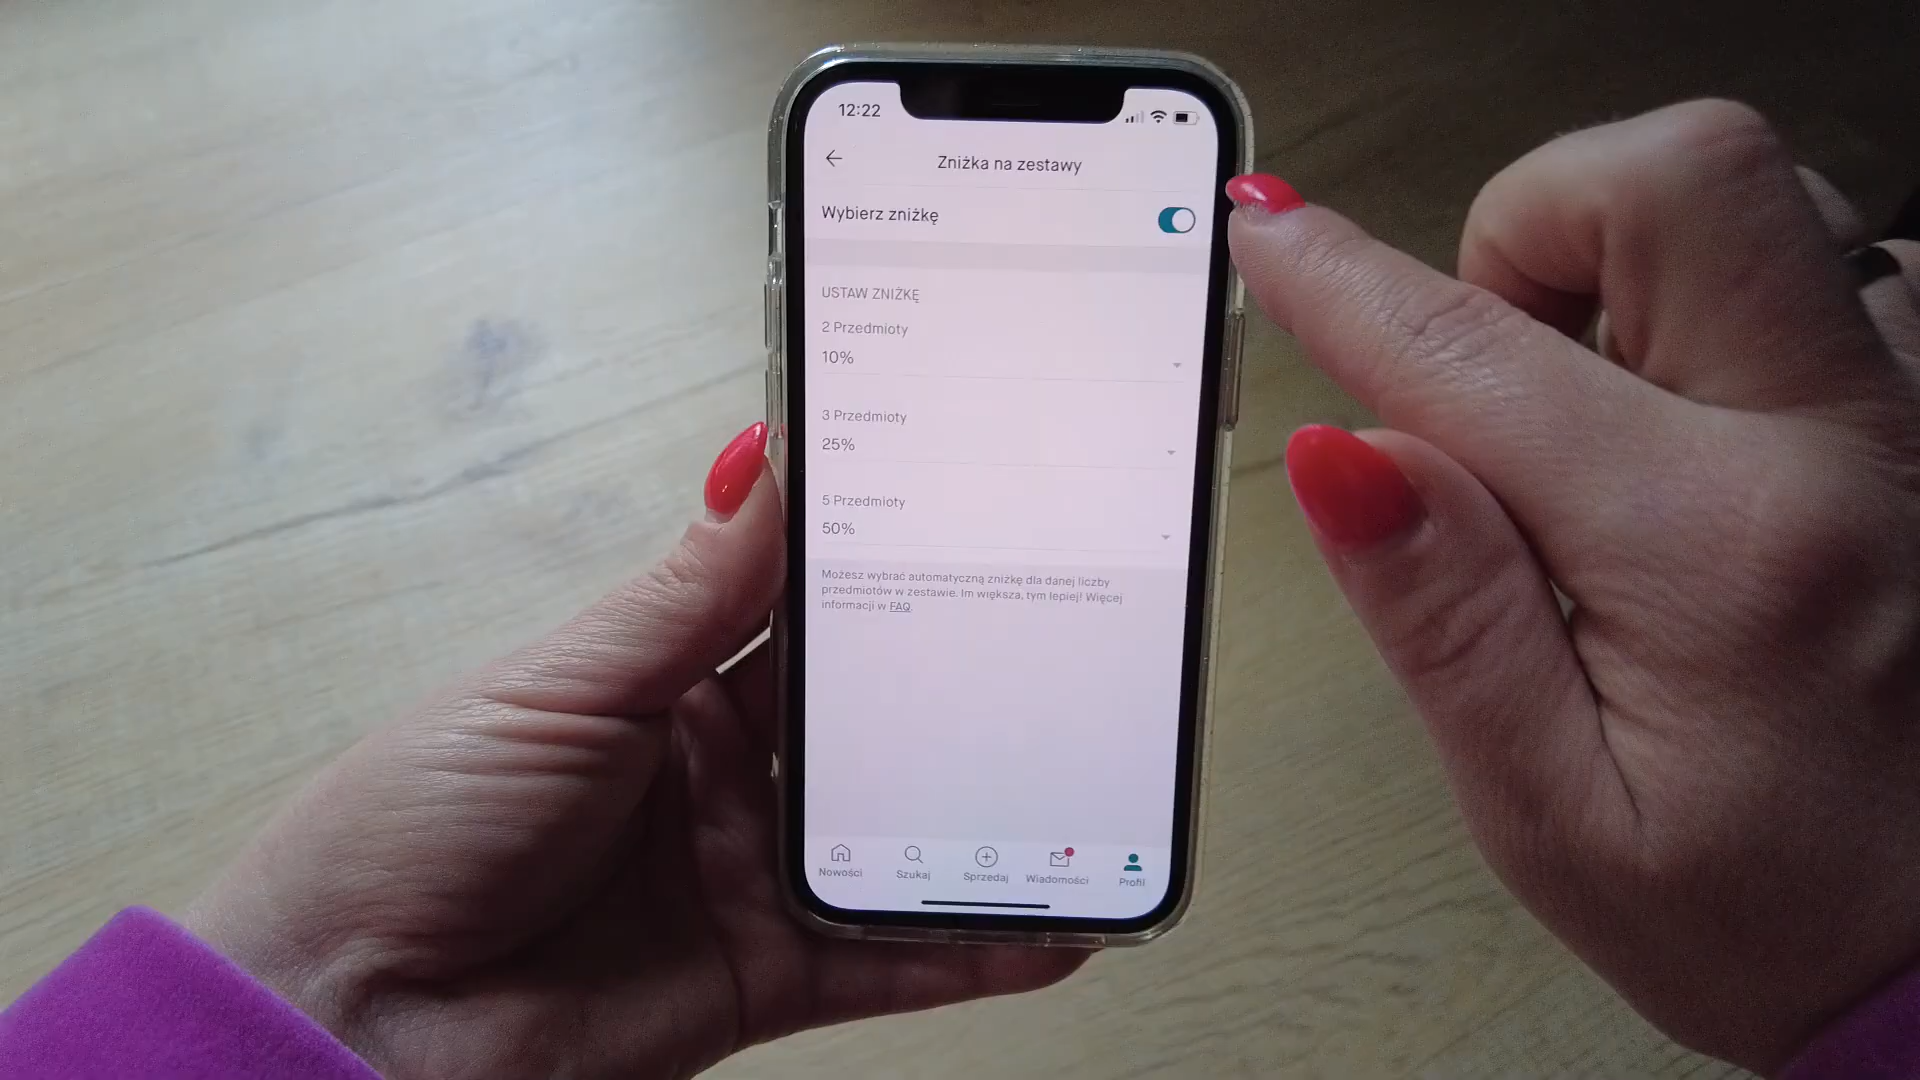 12:22
Zniżka na zestawy
Wybierz zniżkę
USTAW ZNIŻKĘ
2 Przedmioty
10%
3 Przedmioty
25%
5 Przedmioty
50%
Możesz wybrać automatyczną zniżkę dla danej liczby
przedmiotów w zestawie. Im większa, tym lepiej! Więcej
informacji w FAQ.
Nowości Szukaj Sprzedaj Wiadomości Profil